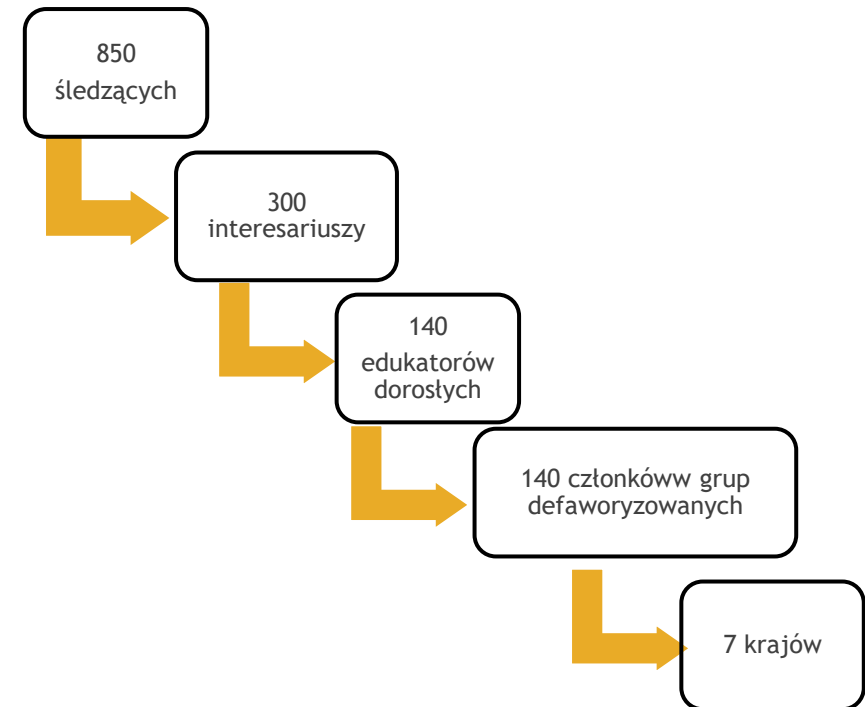 850
śledzących
300
interesariuszy
140
edukatorów
dorosłych
140 członkóww grup
defaworyzowanych
7 krajów